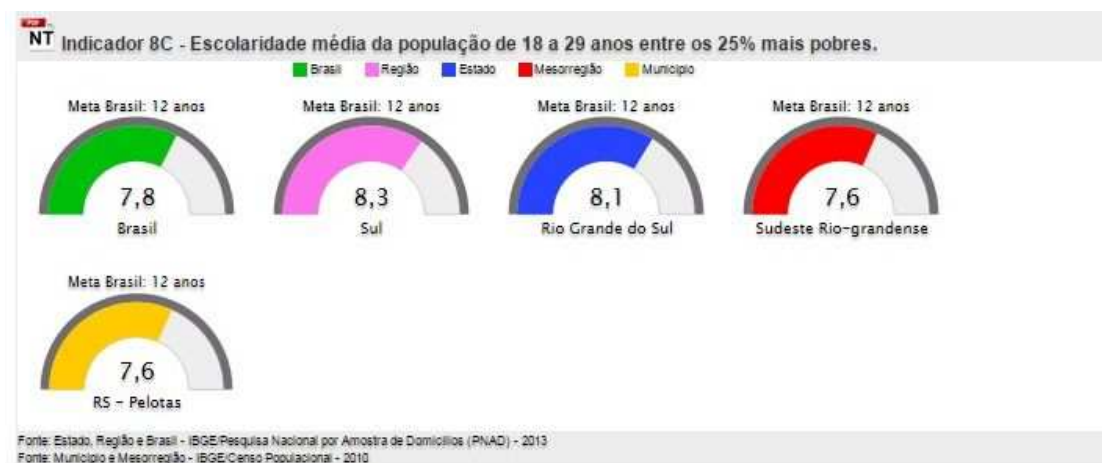 PDF
NT Indicador 8C - Escolaridade média da população de 18 a 29 anos entre os 25% mais pobres.
Brasil Região Estado Mesorregião Município
Meta Brasil: 12 anos Meta Brasil: 12 anos Meta Brasil: 12 anos Meta Brasil: 12 anos
7,8 8,3 8,1 7,6
Brasil Sul Rio Grande do Sul Sudeste Rio-grandense
Meta Brasil: 12 anos
7,6
RS - Pelotas
Fonte: Estado, Região e Brasil - IBGE/Pesquisa Nacional por Amostra de Domicílios (PNAD) - 2013
Fonte: Município e Mesorregião - IBGE/Censo Populacional - 2010